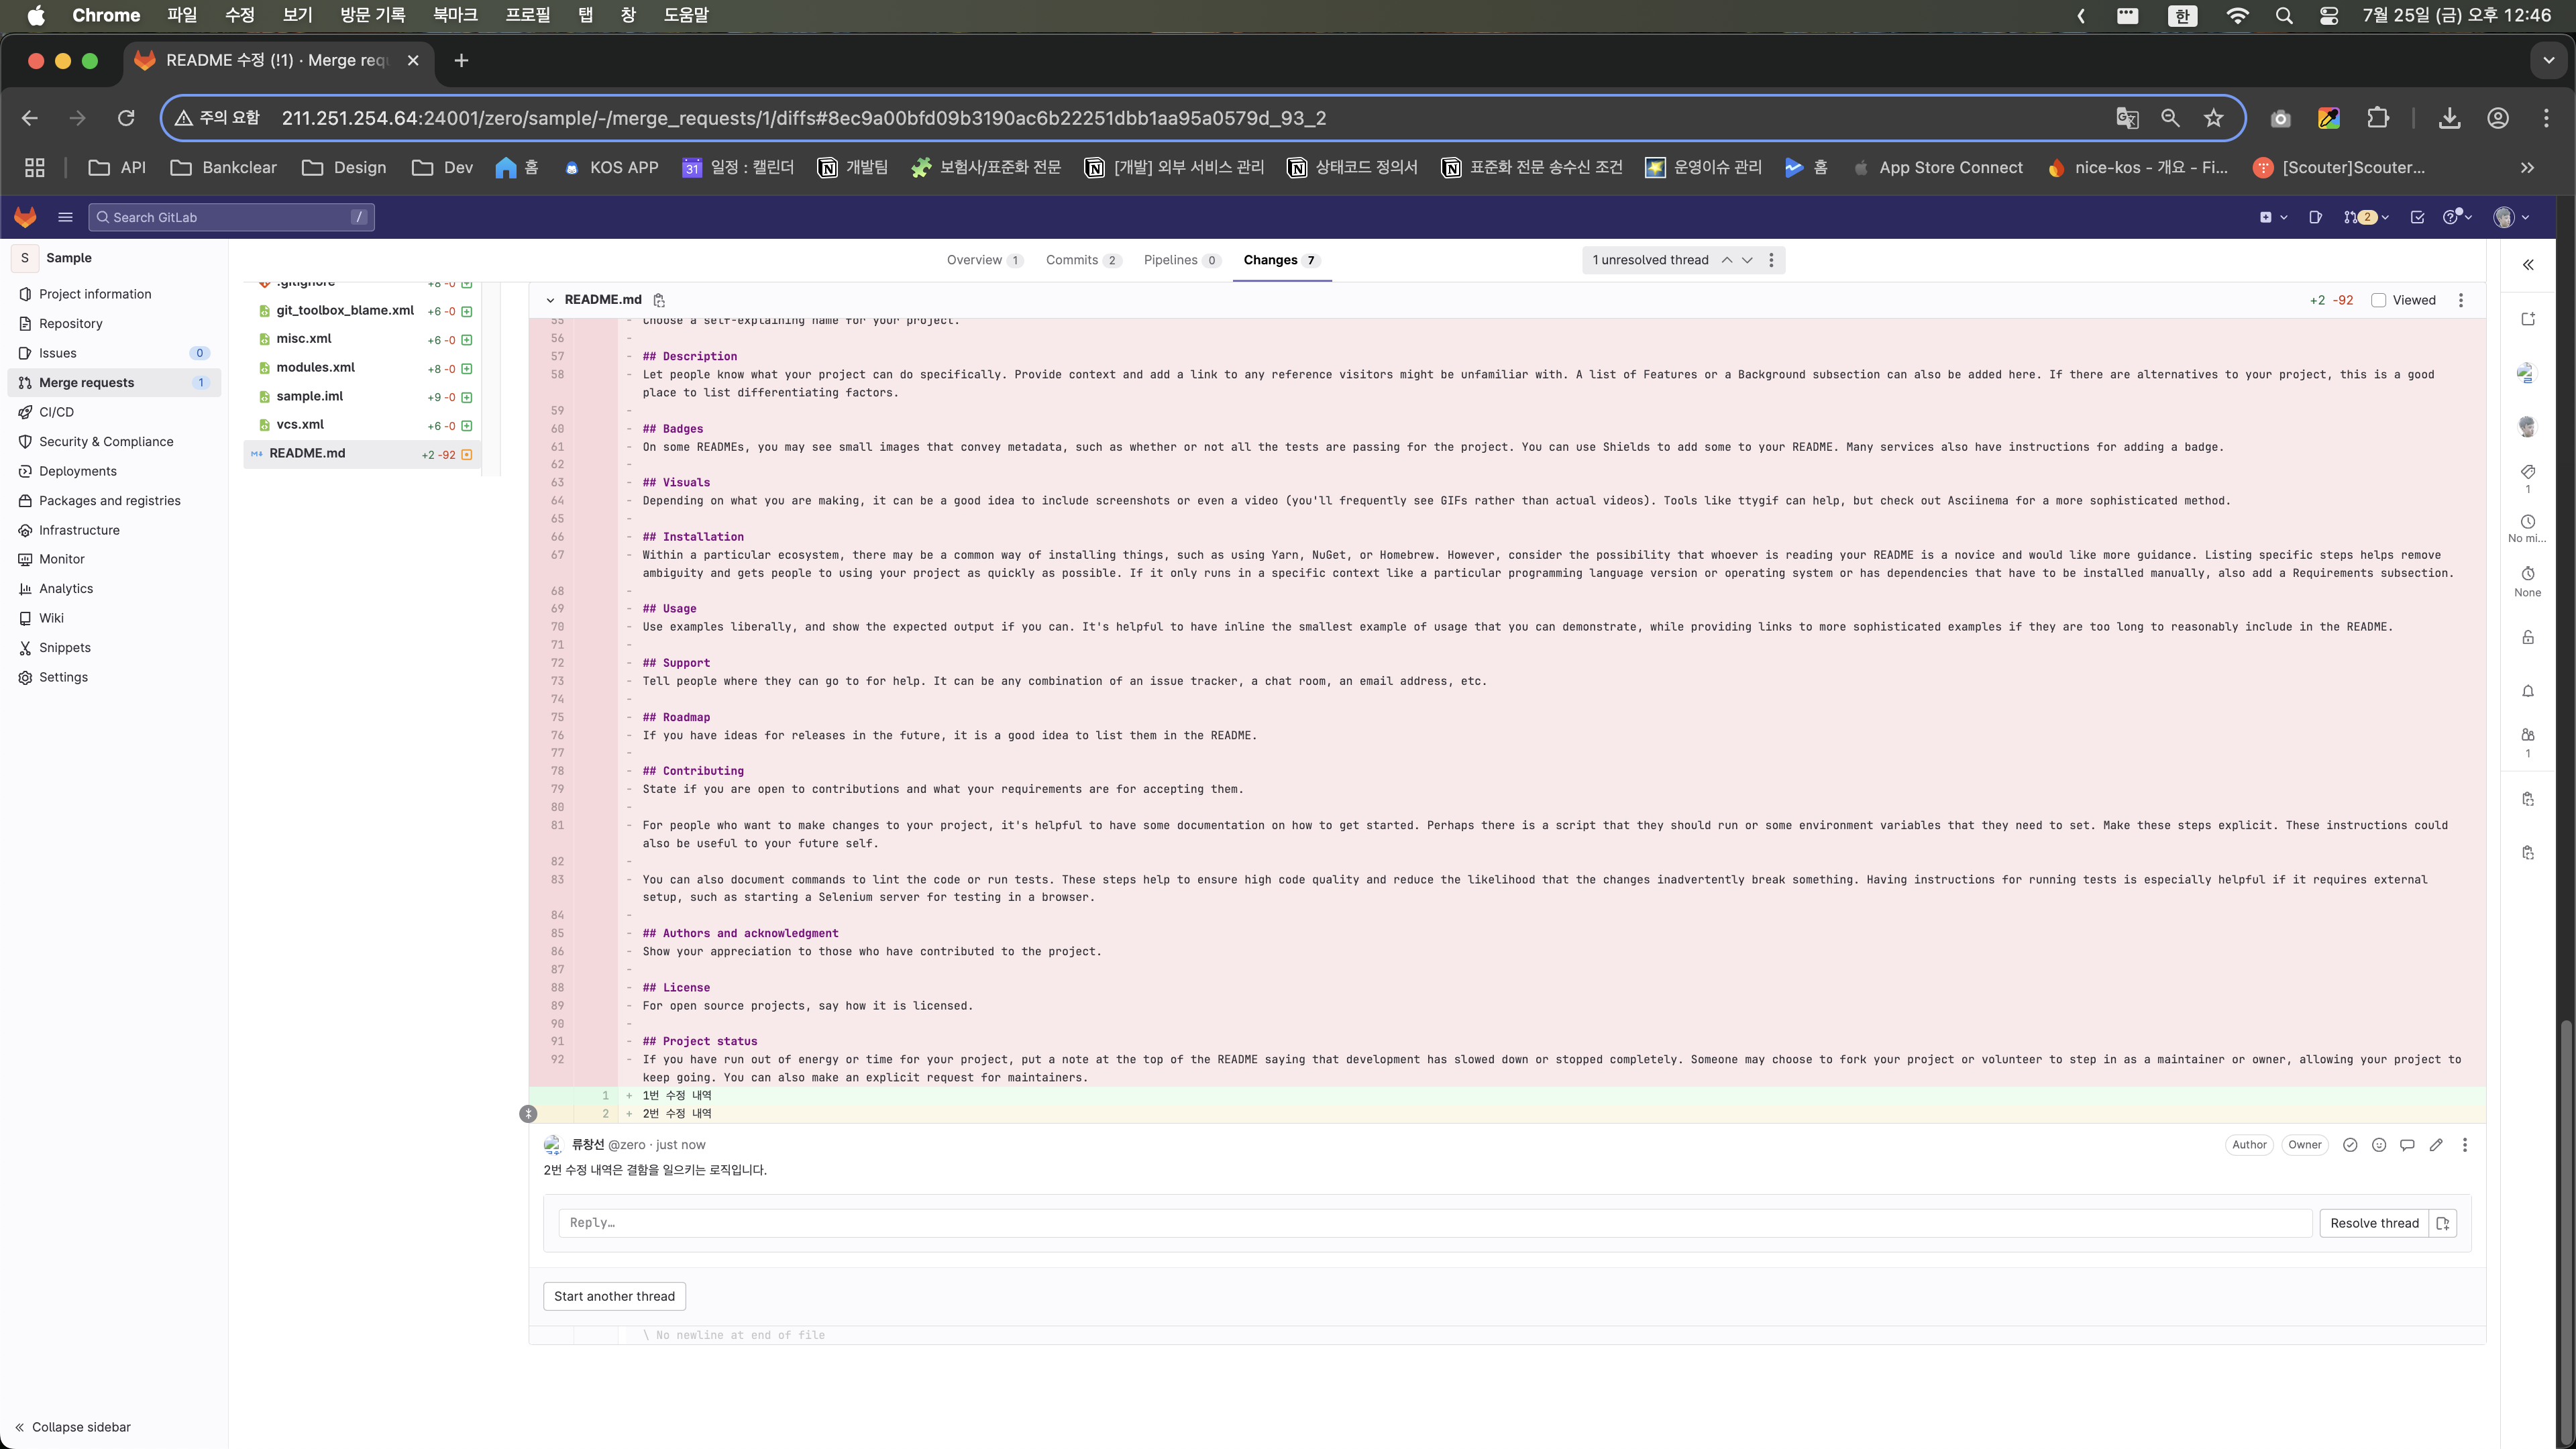 Chrome 파일 수정 보기 방문 기록 북마크 프로필 탭 창 도움말 한 7월 25일 (금) 오후 12:46
README 수정 (!1) · Merge requ
주의 요함 211.251.254.64:24001/zero/sample/-/merge_requests/1/diffs#8ec9a00bfd09b3190ac6b22251dbb1aa95a0579d_93_2
API Bankclear Design Dev 홈 KOS APP 31 일정 : 캘린더 개발팀 보험사/표준화 전문 [개발] 외부 서비스 관리 상태코드 정의서 표준화 전문 송수신 조건 운영이슈 관리 홈 App Store Connect nice-kos - 개요 - Fi... [Scouter]Scouter...
Search GitLab / 2
S Sample
Project information
Repository
Issues 0
Merge requests 1
CI/CD
Security & Compliance
Deployments
Packages and registries
Infrastructure
Monitor
Analytics
Wiki
Snippets
Settings
Collapse sidebar
Overview 1 Commits 2 Pipelines 0 Changes 7 1 unresolved thread
.gitignore +8 -0
git_toolbox_blame.xml +6 -0
misc.xml +6 -0
modules.xml +8 -0
sample.iml +9 -0
vcs.xml +6 -0
README.md +2 -92
README.md +2 -92 Viewed
55 - Choose a self-explaining name for your project.
56 -
57 - ## Description
58 - Let people know what your project can do specifically. Provide context and add a link to any reference visitors might be unfamiliar with. A list of Features or a Background subsection can also be added here. If there are alternatives to your project, this is a good
place to list differentiating factors.
59 -
60 - ## Badges
61 - On some READMEs, you may see small images that convey metadata, such as whether or not all the tests are passing for the project. You can use Shields to add some to your README. Many services also have instructions for adding a badge.
62 -
63 - ## Visuals
64 - Depending on what you are making, it can be a good idea to include screenshots or even a video (you'll frequently see GIFs rather than actual videos). Tools like ttygif can help, but check out Asciinema for a more sophisticated method.
65 -
66 - ## Installation
67 - Within a particular ecosystem, there may be a common way of installing things, such as using Yarn, NuGet, or Homebrew. However, consider the possibility that whoever is reading your README is a novice and would like more guidance. Listing specific steps helps remove
ambiguity and gets people to using your project as quickly as possible. If it only runs in a specific context like a particular programming language version or operating system or has dependencies that have to be installed manually, also add a Requirements subsection.
68 -
69 - ## Usage
70 - Use examples liberally, and show the expected output if you can. It's helpful to have inline the smallest example of usage that you can demonstrate, while providing links to more sophisticated examples if they are too long to reasonably include in the README.
71 -
72 - ## Support
73 - Tell people where they can go to for help. It can be any combination of an issue tracker, a chat room, an email address, etc.
74 -
75 - ## Roadmap
76 - If you have ideas for releases in the future, it is a good idea to list them in the README.
77 -
78 - ## Contributing
79 - State if you are open to contributions and what your requirements are for accepting them.
80 -
81 - For people who want to make changes to your project, it's helpful to have some documentation on how to get started. Perhaps there is a script that they should run or some environment variables that they need to set. Make these steps explicit. These instructions could
also be useful to your future self.
82 -
83 - You can also document commands to lint the code or run tests. These steps help to ensure high code quality and reduce the likelihood that the changes inadvertently break something. Having instructions for running tests is especially helpful if it requires external
setup, such as starting a Selenium server for testing in a browser.
84 -
85 - ## Authors and acknowledgment
86 - Show your appreciation to those who have contributed to the project.
87 -
88 - ## License
89 - For open source projects, say how it is licensed.
90 -
91 - ## Project status
92 - If you have run out of energy or time for your project, put a note at the top of the README saying that development has slowed down or stopped completely. Someone may choose to fork your project or volunteer to step in as a maintainer or owner, allowing your project to
keep going. You can also make an explicit request for maintainers.
1 + 1번 수정 내역
2 + 2번 수정 내역
류창선 @zero · just now Author Owner
2번 수정 내역은 결함을 일으키는 로직입니다.
Reply… Resolve thread
Start another thread
\ No newline at end of file
1
No mi...
None
1